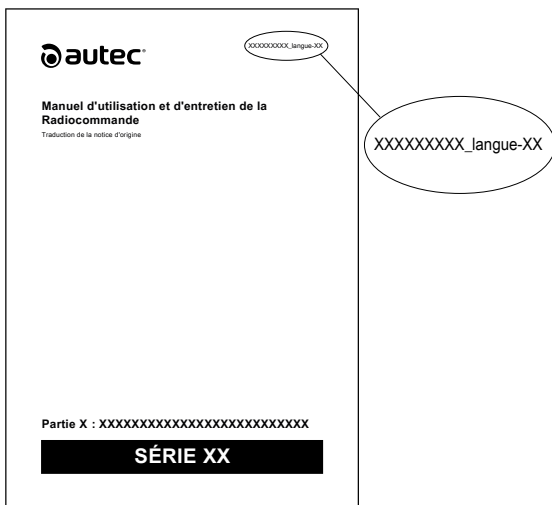 autec
XXXXXXXXX_langue-XX
Manuel d'utilisation et d'entretien de la
Radiocommande
Traduction de la notice d'origine
XXXXXXXXX_langue-XX
Partie X : XXXXXXXXXXXXXXXXXXXXXXXXXX
SÉRIE XX